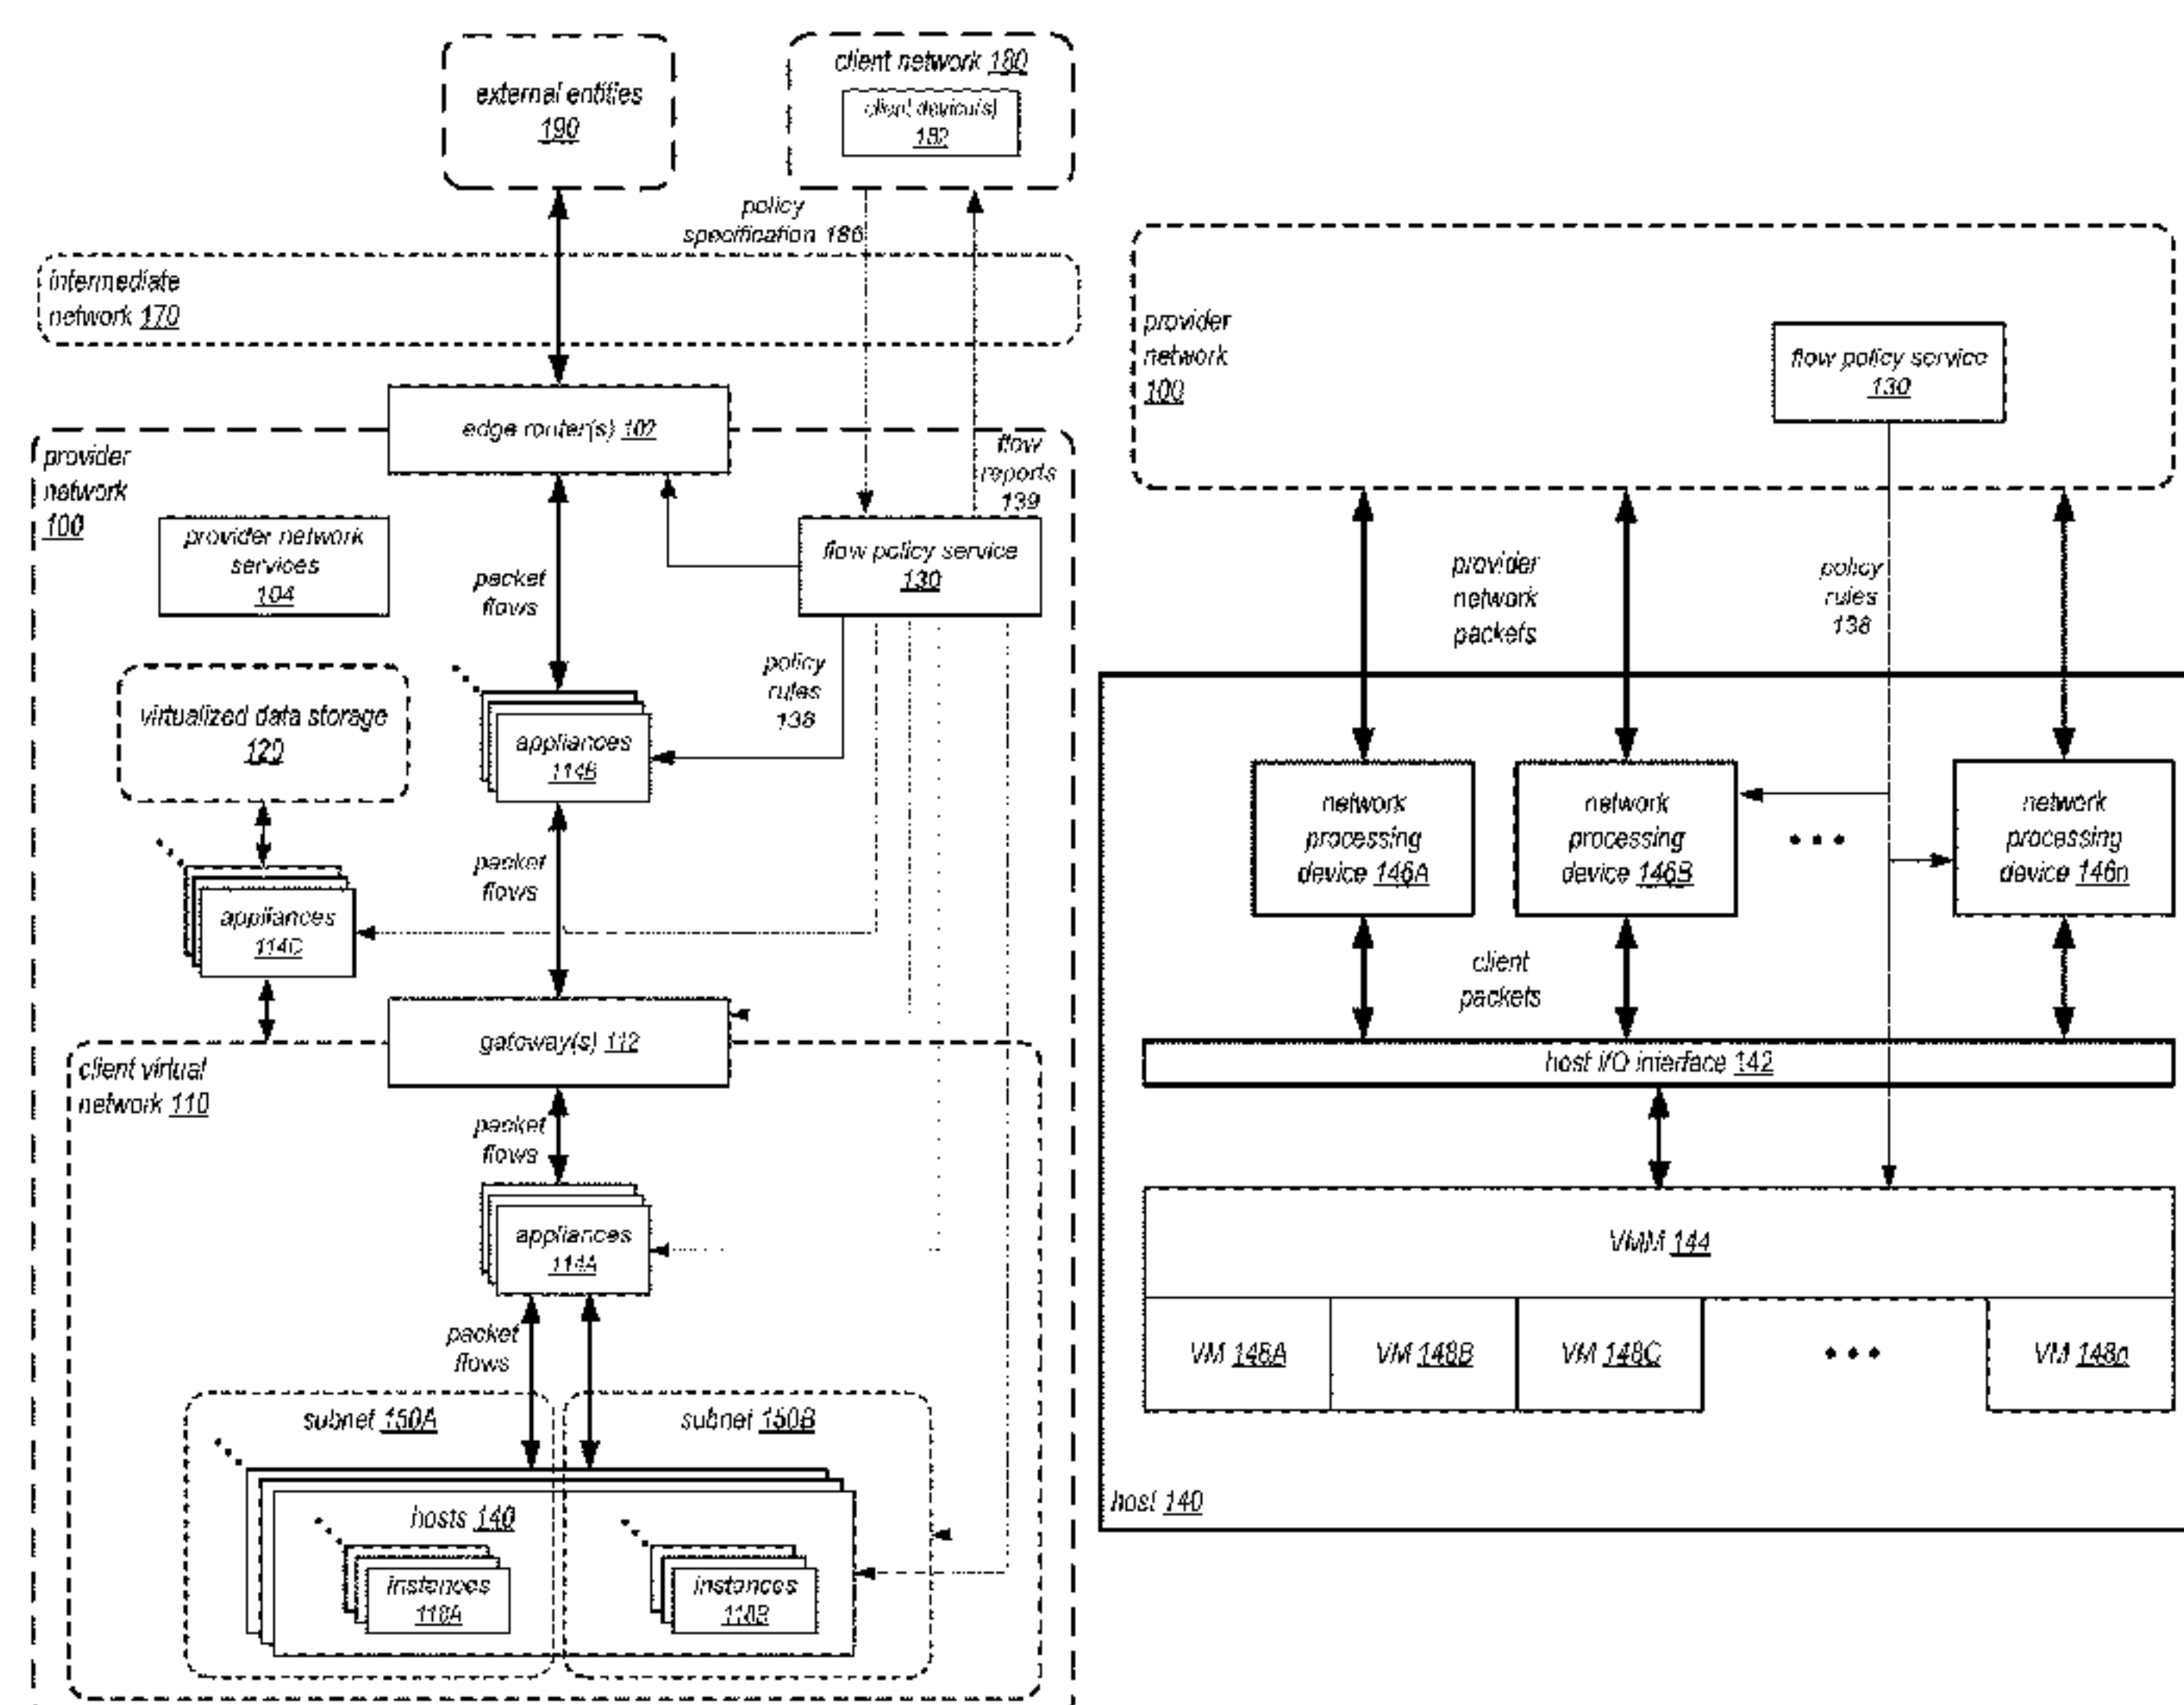 external entities
190
client network 180
client device(s)
182
policy
specification 186
intermediate
network 170
edge router(s) 102
flow
reports
139
provider
network
100
provider network
services
104
flow policy service
130
packet
flows
policy
rules
138
virtualized data storage
120
appliances
114B
packet
flows
appliances
114C
gateway(s) 112
client virtual
network 110
packet
flows
appliances
114A
packet
flows
subnet 150A
subnet 150B
hosts 140
instances
118A
instances
118B
provider
network
100
flow policy service
130
provider
network
packets
policy
rules
138
network
processing
device 146A
network
processing
device 146B
network
processing
device 146n
client
packets
host I/O interface 142
VMM 144
VM 148A
VM 148B
VM 148C
VM 148n
host 140